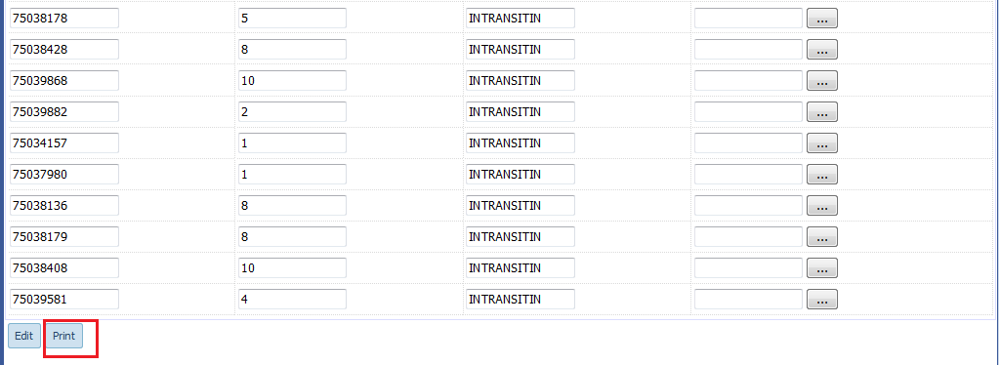 75038178 5 INTRANSITIN ...
75038428 8 INTRANSITIN ...
75039868 10 INTRANSITIN ...
75039882 2 INTRANSITIN ...
75034157 1 INTRANSITIN ...
75037980 1 INTRANSITIN ...
75038136 8 INTRANSITIN ...
75038179 8 INTRANSITIN ...
75038408 10 INTRANSITIN ...
75039581 4 INTRANSITIN ...
Edit Print